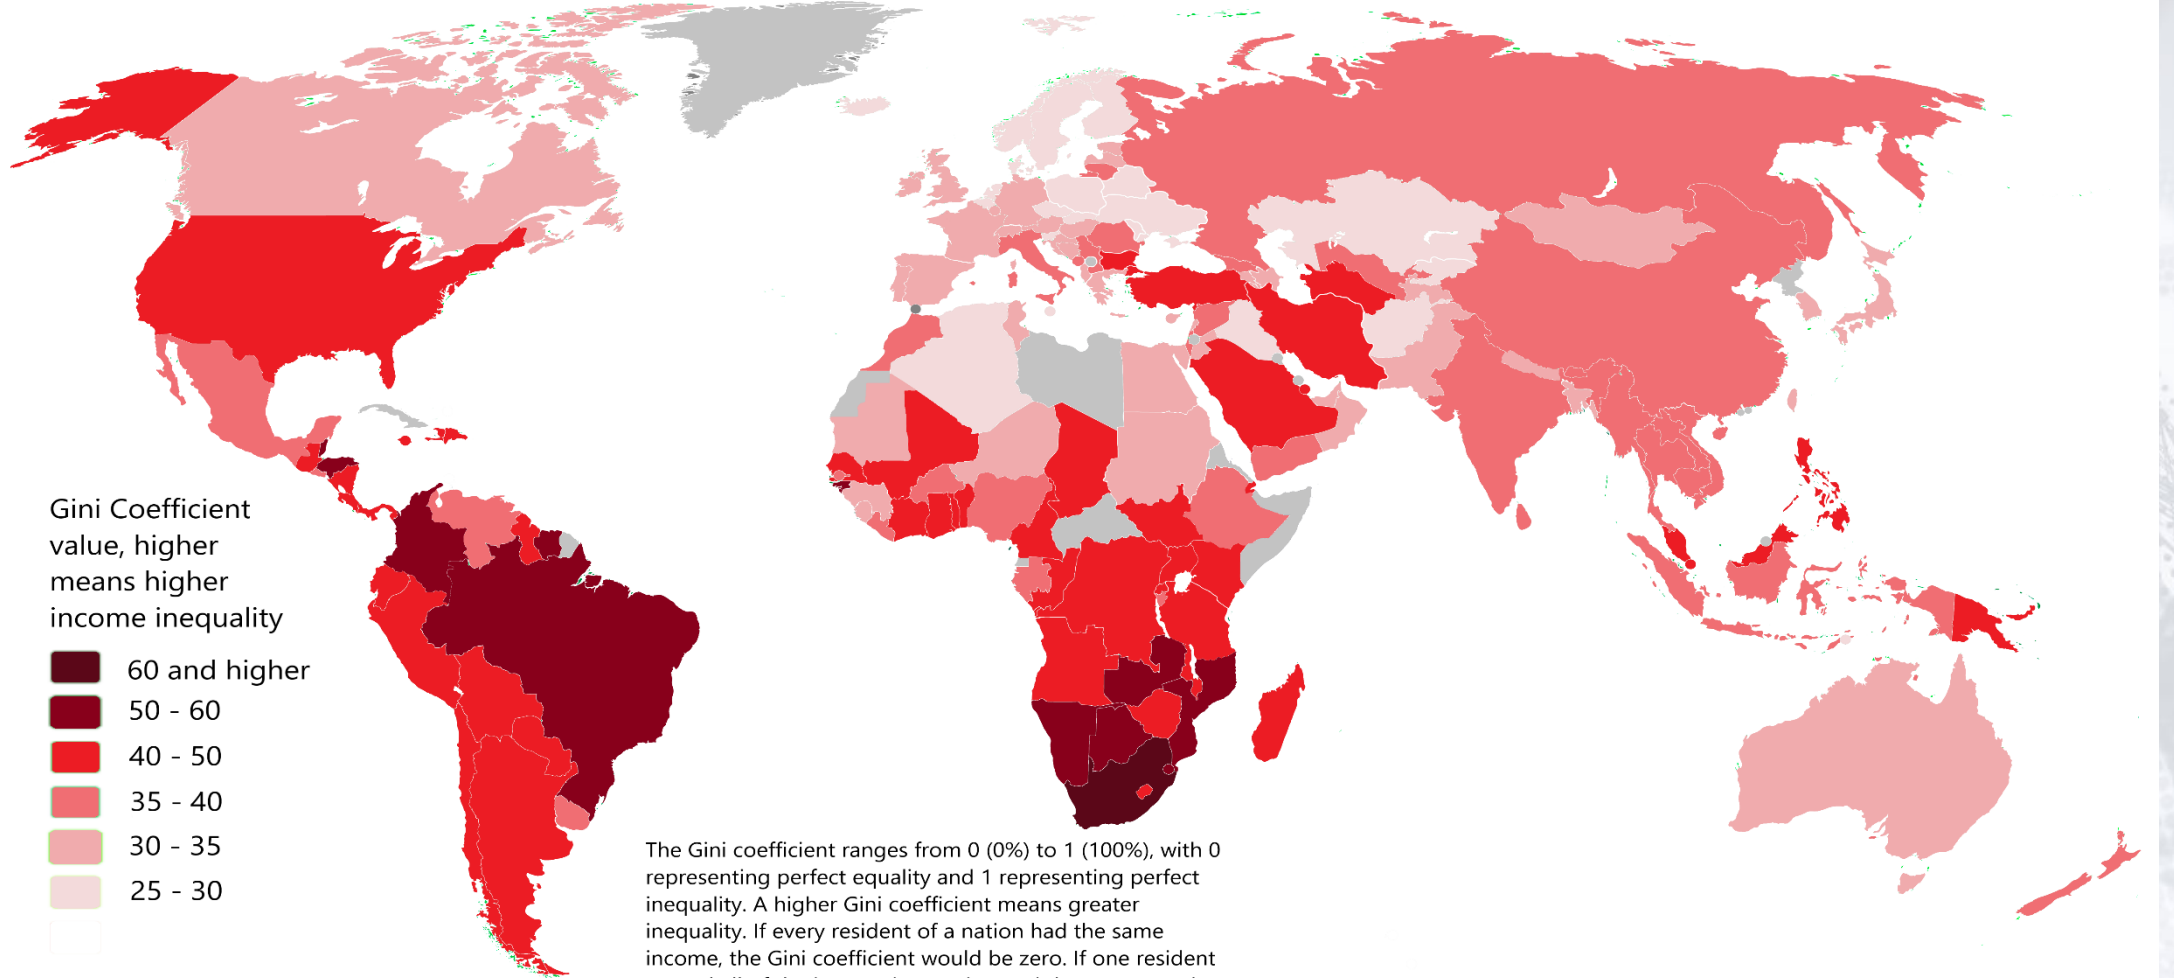 Gini Coefficient
value, higher
means higher
income inequality
60 and higher
50 - 60
40 - 50
35 - 40
30 - 35
25 - 30
The Gini coefficient ranges from 0 (0%) to 1 (100%), with 0
representing perfect equality and 1 representing perfect
inequality. A higher Gini coefficient means greater
inequality. If every resident of a nation had the same
income, the Gini coefficient would be zero. If one resident